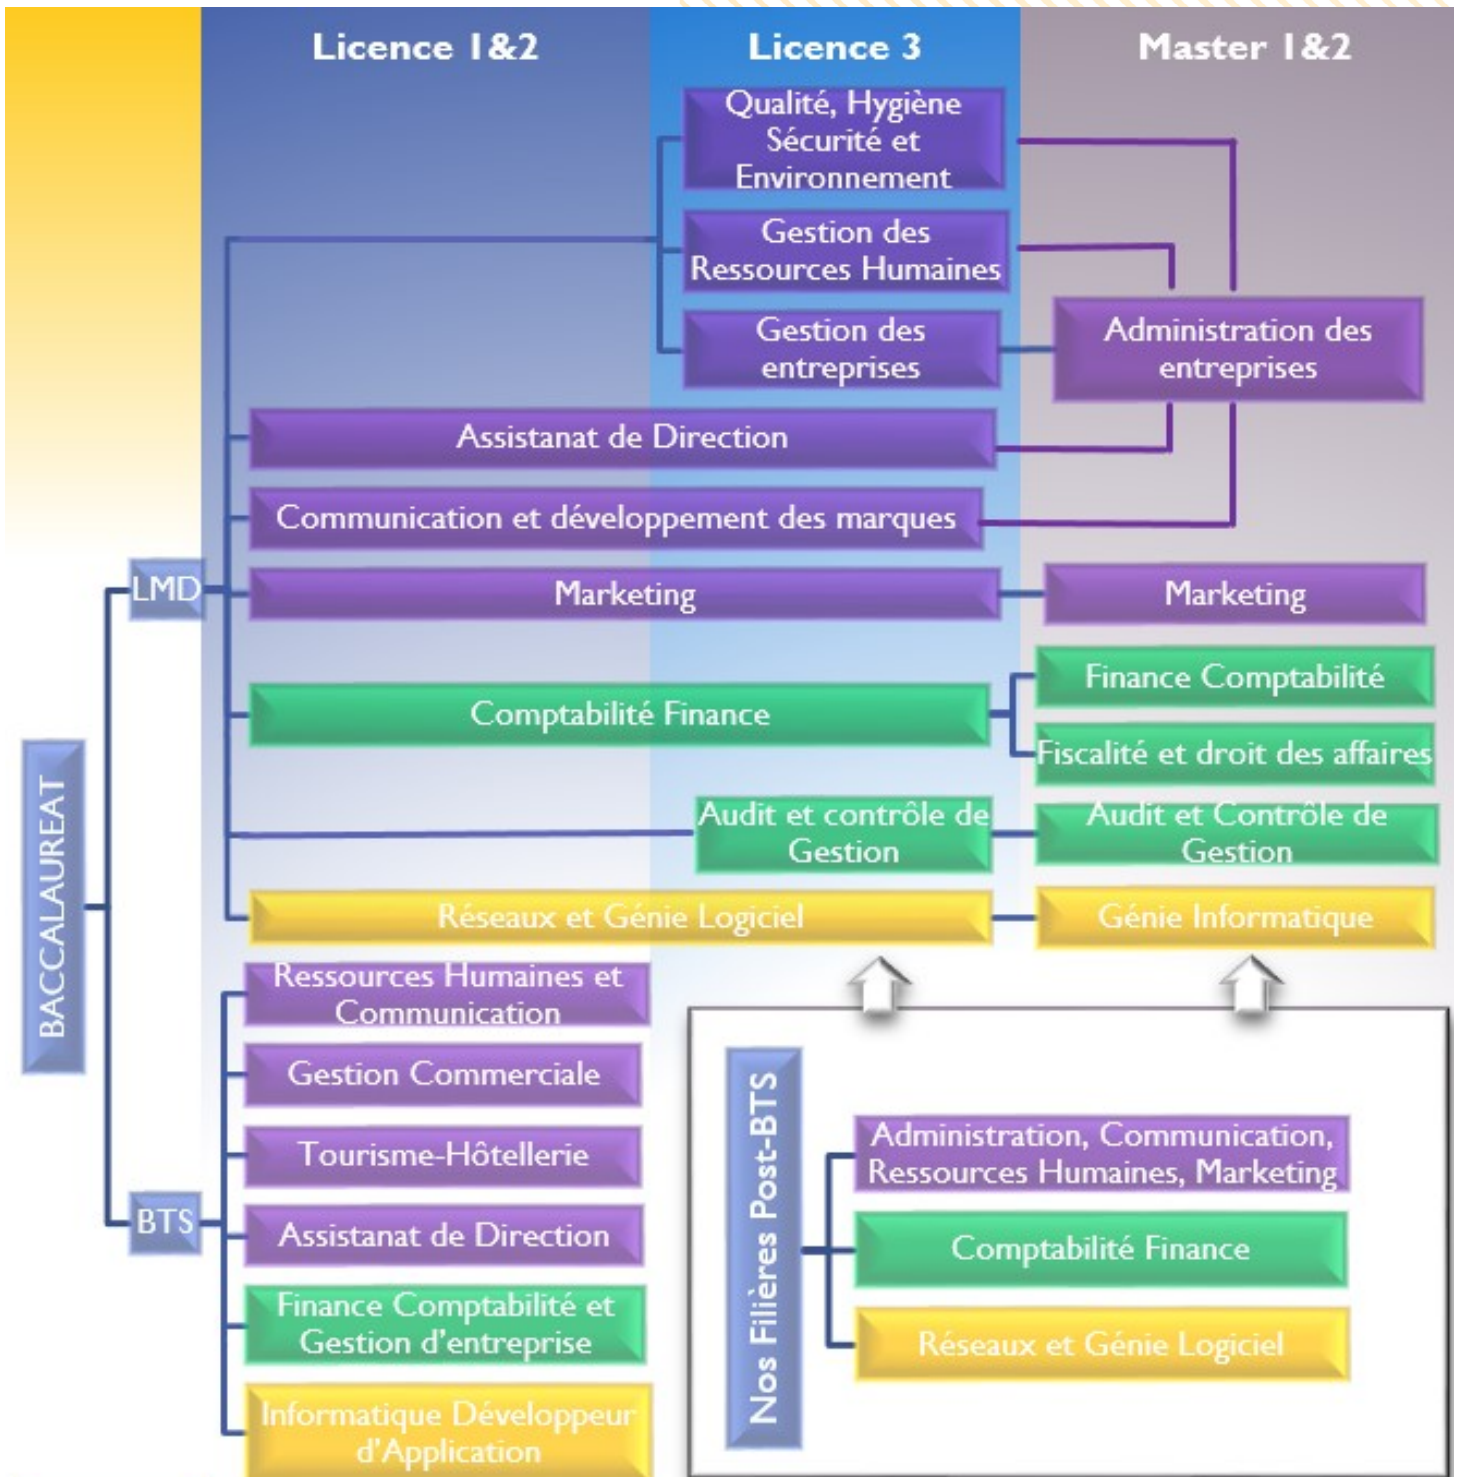 Licence 1&2
Licence 3
Master 1&2
Qualité, Hygiène
Sécurité et
Environnement
Gestion des
Ressources Humaines
Gestion des
entreprises
Administration des
entreprises
Assistanat de Direction
Communication et développement des marques
LMD
Marketing
Marketing
Comptabilité Finance
Finance Comptabilité
Fiscalité et droit des affaires
Audit et contrôle de
Gestion
Audit et Contrôle de
Gestion
Réseaux et Génie Logiciel
Génie Informatique
BACCALAUREAT
BTS
Ressources Humaines et
Communication
Gestion Commerciale
Tourisme-Hôtellerie
Assistanat de Direction
Finance Comptabilité et
Gestion d'entreprise
Informatique Développeur
d'Application
Nos Filières Post-BTS
Administration, Communication,
Ressources Humaines, Marketing
Comptabilité Finance
Réseaux et Génie Logiciel